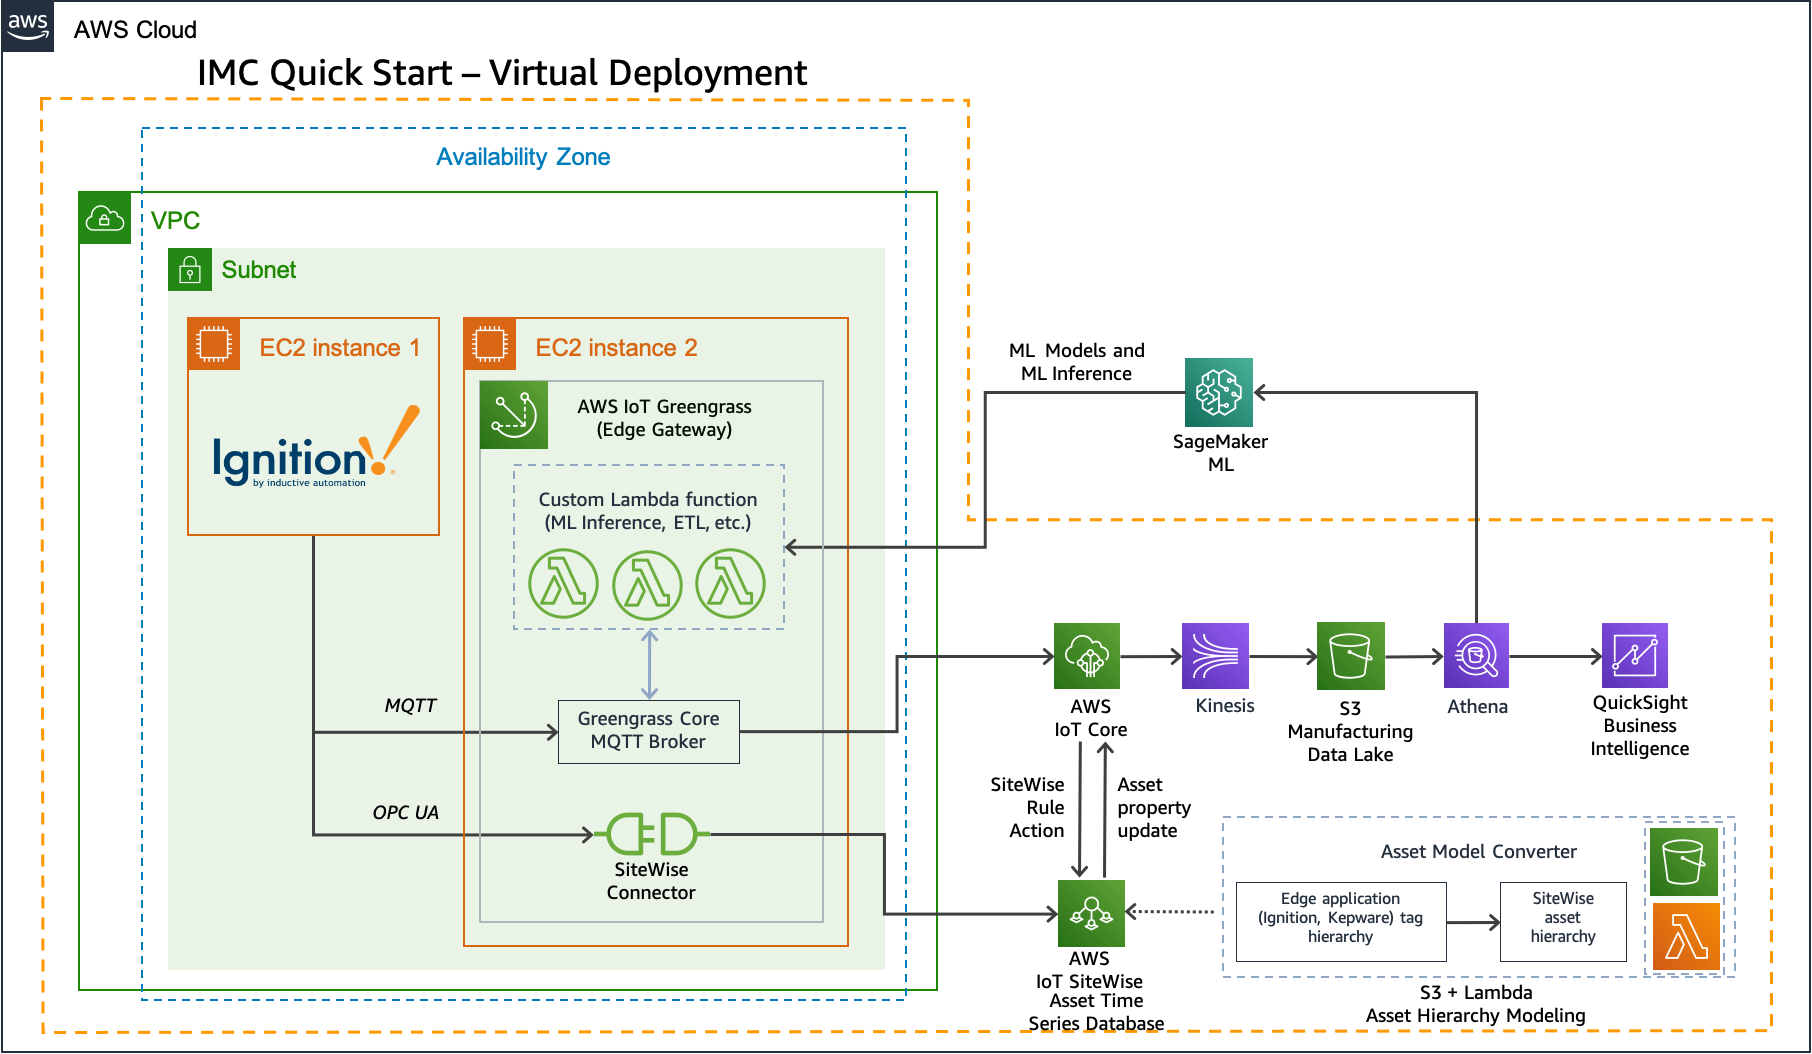 aws
AWS Cloud
IMC Quick Start – Virtual Deployment
Availability Zone
VPC
Subnet
EC2 instance 1
Ignition
by inductive automation
EC2 instance 2
AWS IoT Greengrass
(Edge Gateway)
Custom Lambda function
(ML Inference, ETL, etc.)
MQTT
Greengrass Core
MQTT Broker
OPC UA
SiteWise
Connector
ML Models and
ML Inference
SageMaker
ML
AWS
IoT Core
Kinesis
S3
Manufacturing
Data Lake
Athena
QuickSight
Business
Intelligence
SiteWise
Rule
Action
Asset
property
update
AWS
IoT SiteWise
Asset Time
Series Database
Asset Model Converter
Edge application
(Ignition, Kepware) tag
hierarchy
SiteWise
asset
hierarchy
S3 + Lambda
Asset Hierarchy Modeling